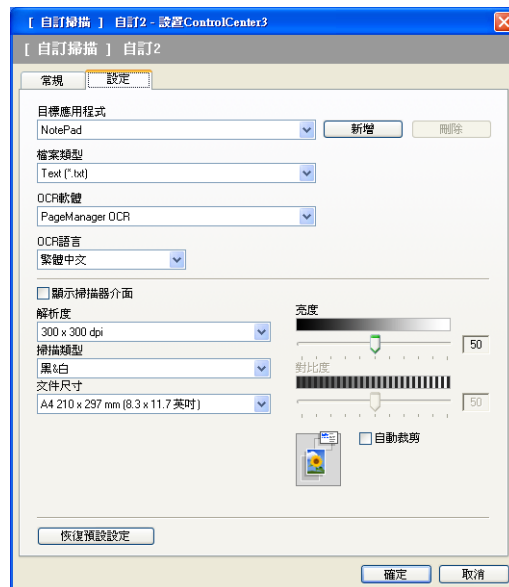 [ 自訂掃描 ] 自訂2 - 設置ControlCenter3
[ 自訂掃描 ] 自訂2
常規 設定
目標應用程式
NotePad 新增 刪除
檔案類型
Text (*.txt)
OCR軟體
PageManager OCR
OCR語言
繁體中文
顯示掃描器介面
解析度 亮度
300 x 300 dpi 50
掃描類型
黑&白 對比度
文件尺寸
A4 210 x 297 mm (8.3 x 11.7 英吋) 50
自動裁剪
恢復預設設定
確定 取消